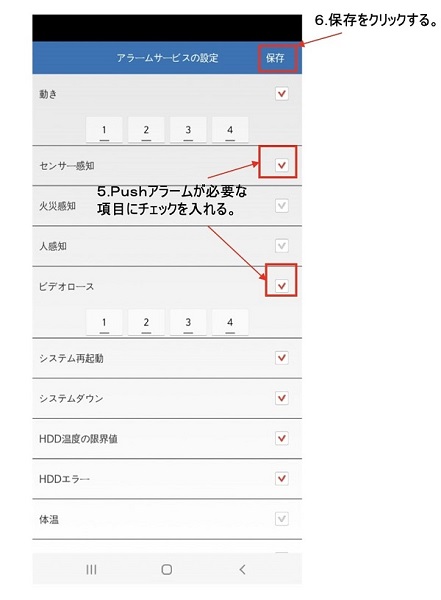 6.保存をクリックする。
アラームサービスの設定 保存
動き
1 2 3 4
センサー感知
5.Pushアラームが必要な
項目にチェックを入れる。
火災感知
人感知
ビデオロース
1 2 3 4
システム再起動
システムダウン
HDD温度の限界値
HDDエラー
体温